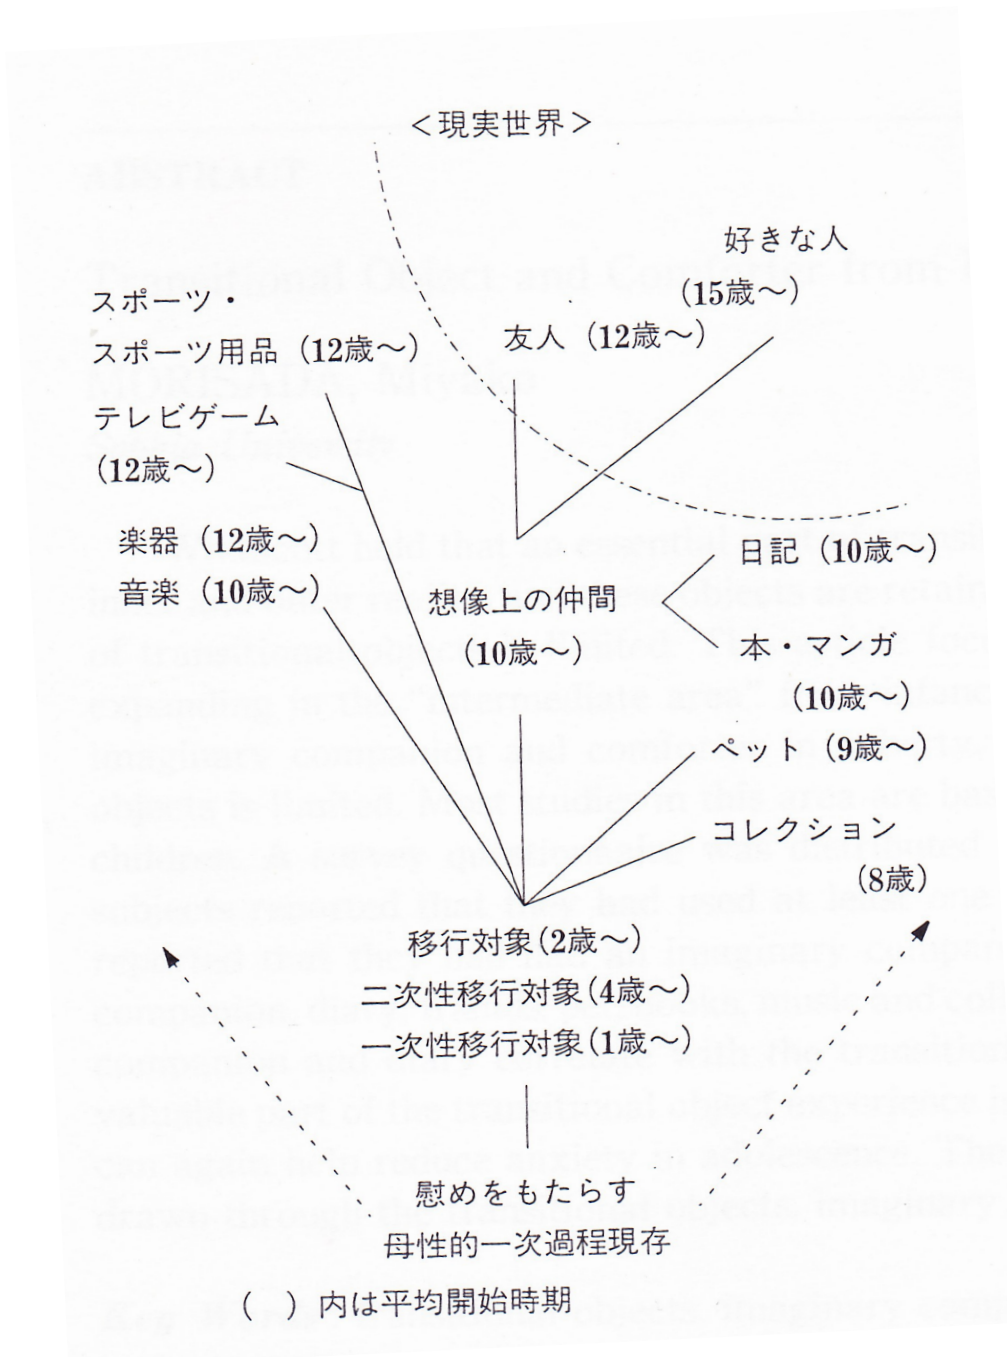 ＜現実世界＞
好きな人
(15歳〜)
スポーツ・
スポーツ用品 (12歳〜)
友人 (12歳〜)
テレビゲーム
(12歳〜)
楽器 (12歳〜)
音楽 (10歳〜)
想像上の仲間
(10歳〜)
日記 (10歳〜)
本・マンガ
(10歳〜)
ペット (9歳〜)
コレクション
(8歳)
移行対象(2歳〜)
二次性移行対象(4歳〜)
一次性移行対象(1歳〜)
慰めをもたらす
母性的一次過程現存
(　) 内は平均開始時期